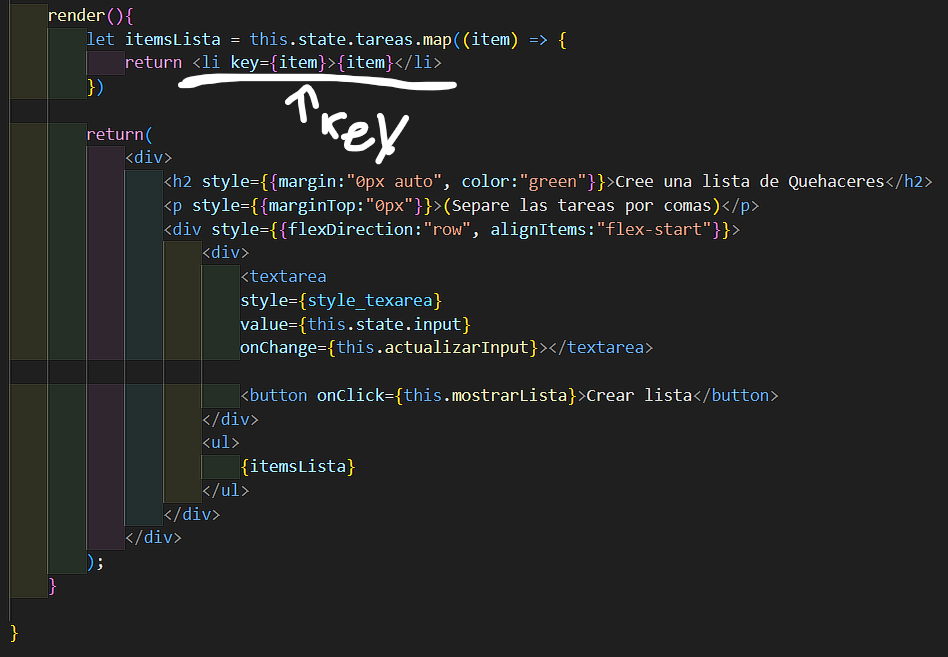 render(){
let itemsLista = this.state.tareas.map((item) => {
return <li key={item}>{item}</li>
})
key
return(
<div>
<h2 style={{margin:"0px auto", color:"green"}}>Cree una lista de Quehaceres</h2>
<p style={{marginTop:"0px"}}>(Separe las tareas por comas)</p>
<div style={{flexDirection:"row", alignItems:"flex-start"}}>
<div>
<textarea
style={style_texarea}
value={this.state.input}
onChange={this.actualizarInput}></textarea>
<button onClick={this.mostrarLista}>Crear lista</button>
</div>
<ul>
{itemsLista}
</ul>
</div>
</div>
);
}
}